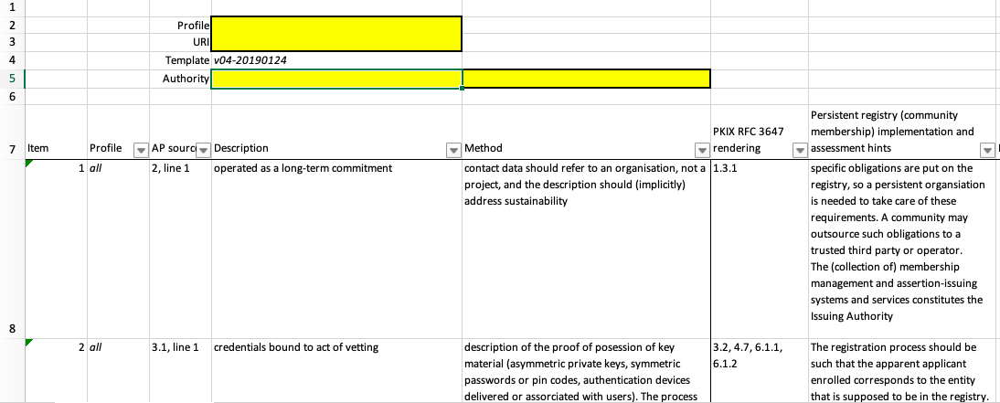 1
2 Profile
3 URI
4 Template v04-20190124
5 Authority
6
Persistent registry (community
PKIX RFC 3647 membership) implementation and
7 Item Profile AP sourc Description Method rendering assessment hints
1 all 2, line 1 operated as a long-term commitment contact data should refer to an organisation, not a 1.3.1 specific obligations are put on the
project, and the description should (implicitly) registry, so a persistent organsiation
address sustainability is needed to take care of these
requirements. A community may
outsource such obligations to a
trusted third party or operator.
The (collection of) membership
management and assertion-issuing
systems and services constitutes the
8 Issuing Authority
2 all 3.1, line 1 credentials bound to act of vetting description of the proof of posession of key 3.2, 4.7, 6.1.1, The registration process should be
material (asymmetric private keys, symmetric 6.1.2 such that the apparent applicant
passwords or pin codes, authentication devices enrolled corresponds to the entity
delivered or assorciated with users). The process that is supposed to be in the registry.